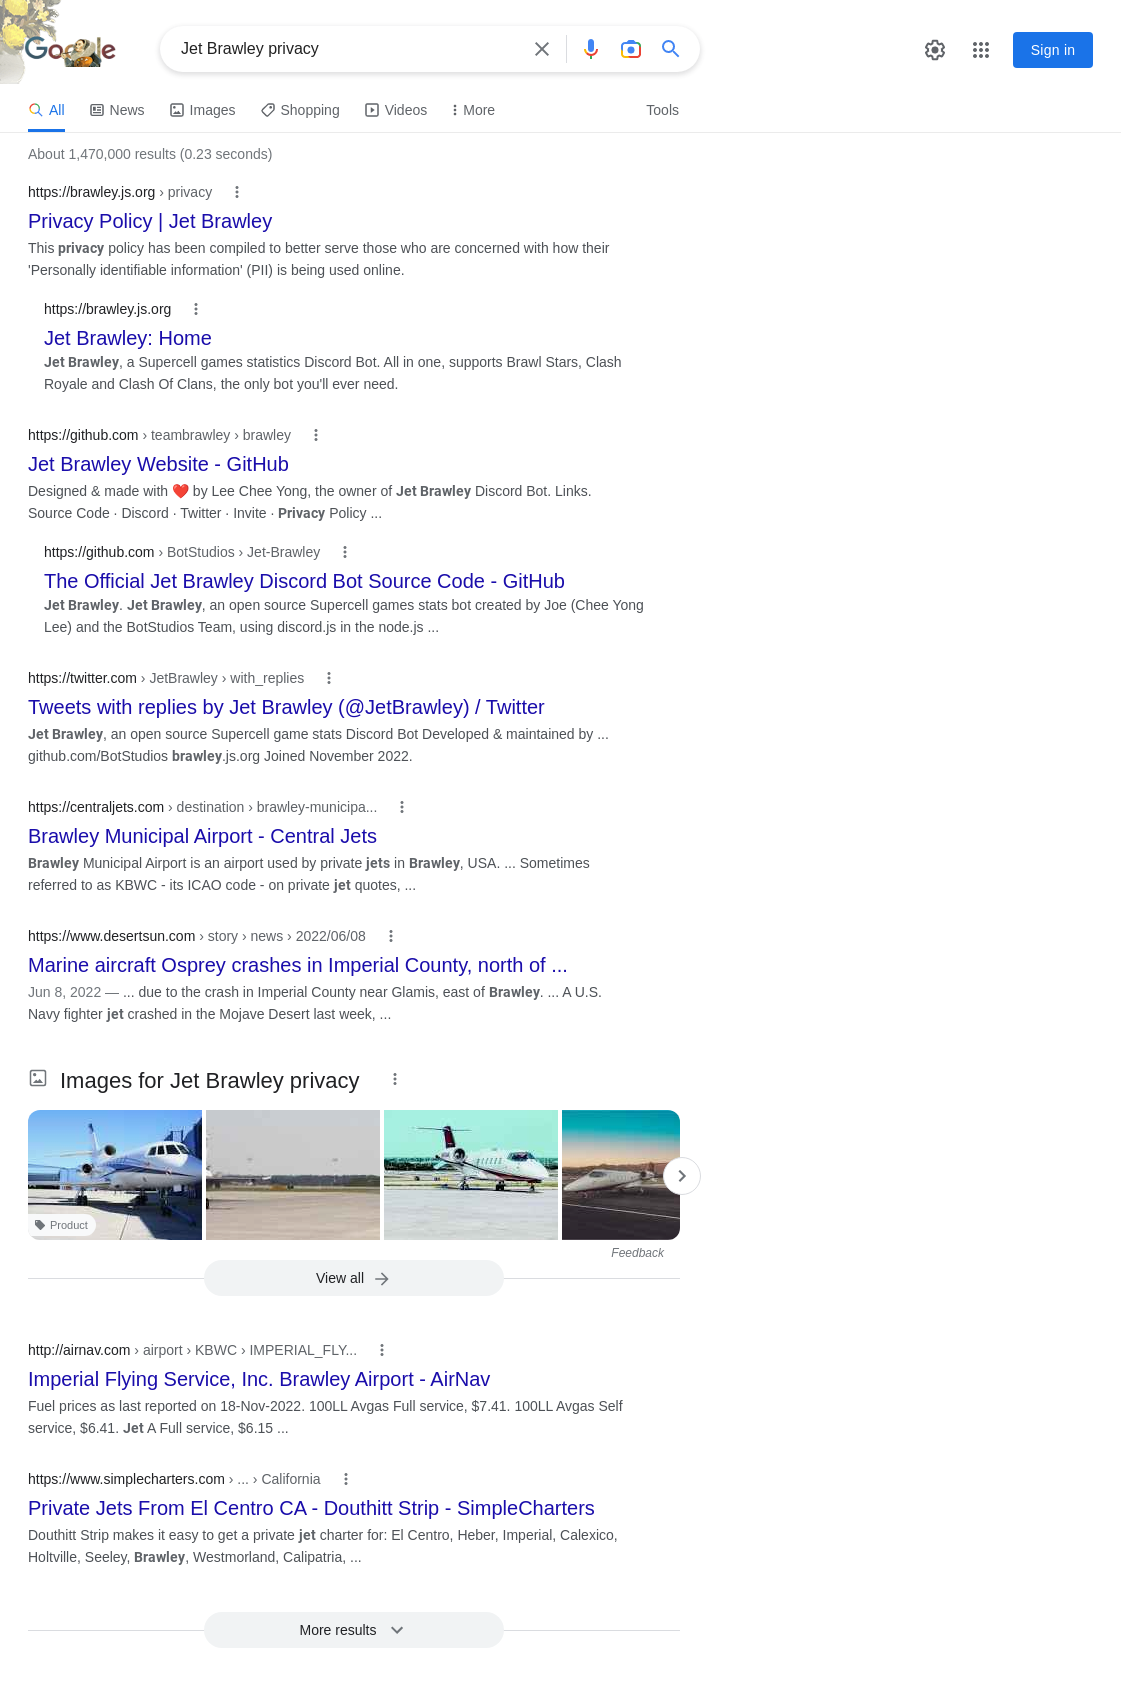 Google
Jet Brawley privacy
Sign in
All
News
Images
Shopping
Videos
More
Tools
About 1,470,000 results (0.23 seconds)
https://brawley.js.org › privacy
Privacy Policy | Jet Brawley
This privacy policy has been compiled to better serve those who are concerned with how their
'Personally identifiable information' (PII) is being used online.
https://brawley.js.org
Jet Brawley: Home
Jet Brawley, a Supercell games statistics Discord Bot. All in one, supports Brawl Stars, Clash
Royale and Clash Of Clans, the only bot you'll ever need.
https://github.com › teambrawley › brawley
Jet Brawley Website - GitHub
Designed & made with ❤️ by Lee Chee Yong, the owner of Jet Brawley Discord Bot. Links.
Source Code · Discord · Twitter · Invite · Privacy Policy ...
https://github.com › BotStudios › Jet-Brawley
The Official Jet Brawley Discord Bot Source Code - GitHub
Jet Brawley. Jet Brawley, an open source Supercell games stats bot created by Joe (Chee Yong
Lee) and the BotStudios Team, using discord.js in the node.js ...
https://twitter.com › JetBrawley › with_replies
Tweets with replies by Jet Brawley (@JetBrawley) / Twitter
Jet Brawley, an open source Supercell game stats Discord Bot Developed & maintained by ...
github.com/BotStudios brawley.js.org Joined November 2022.
https://centraljets.com › destination › brawley-municipa...
Brawley Municipal Airport - Central Jets
Brawley Municipal Airport is an airport used by private jets in Brawley, USA. ... Sometimes
referred to as KBWC - its ICAO code - on private jet quotes, ...
https://www.desertsun.com › story › news › 2022/06/08
Marine aircraft Osprey crashes in Imperial County, north of ...
Jun 8, 2022 — ... due to the crash in Imperial County near Glamis, east of Brawley. ... A U.S.
Navy fighter jet crashed in the Mojave Desert last week, ...
Images for Jet Brawley privacy
Product
Feedback
View all
http://airnav.com › airport › KBWC › IMPERIAL_FLY...
Imperial Flying Service, Inc. Brawley Airport - AirNav
Fuel prices as last reported on 18-Nov-2022. 100LL Avgas Full service, $7.41. 100LL Avgas Self
service, $6.41. Jet A Full service, $6.15 ...
https://www.simplecharters.com › ... › California
Private Jets From El Centro CA - Douthitt Strip - SimpleCharters
Douthitt Strip makes it easy to get a private jet charter for: El Centro, Heber, Imperial, Calexico,
Holtville, Seeley, Brawley, Westmorland, Calipatria, ...
More results